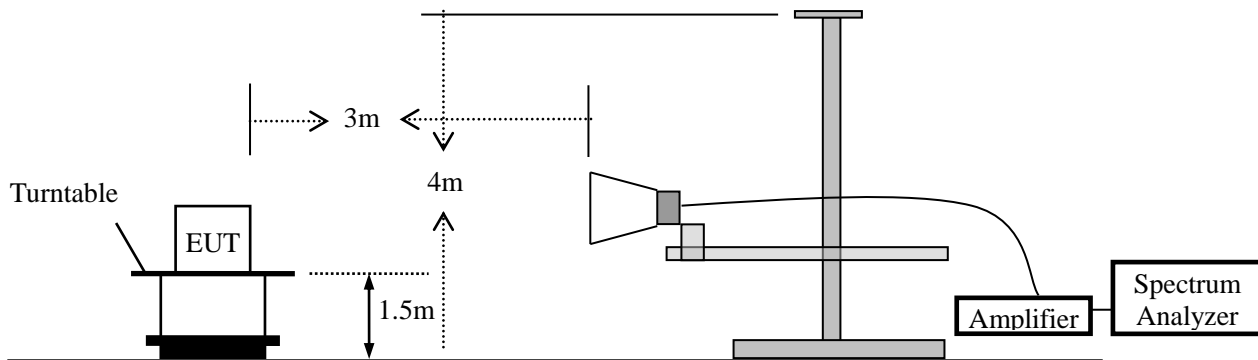 3m
4m
Turntable
EUT
1.5m
Spectrum
Analyzer
Amplifier